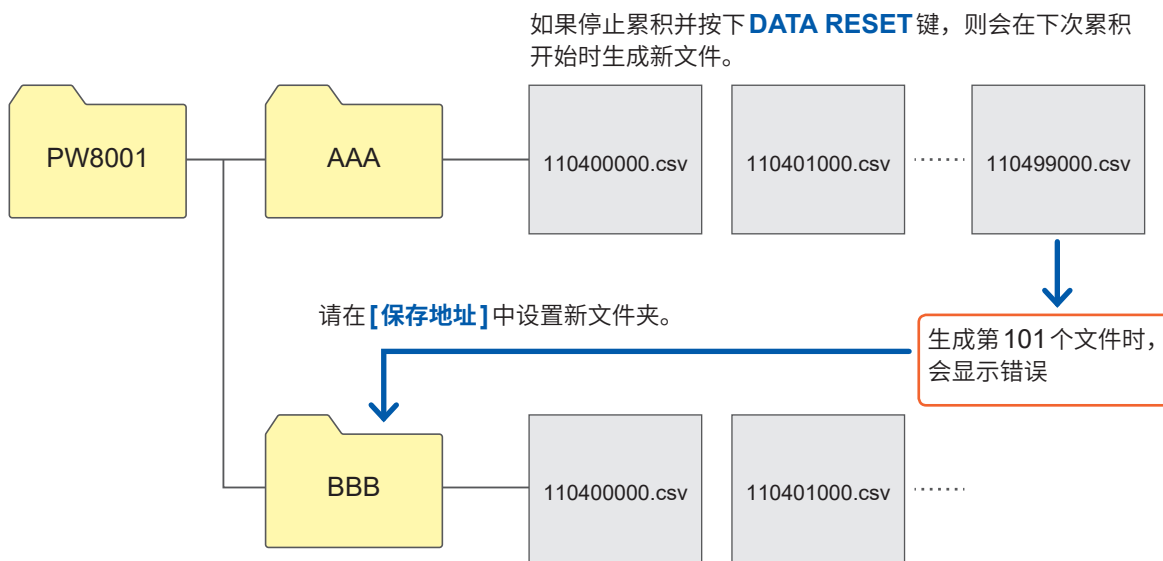 如果停止累积并按下DATA RESET键，则会在下次累积
开始时生成新文件。
PW8001
AAA
110400000.csv
110401000.csv
110499000.csv
请在[保存地址]中设置新文件夹。
生成第101个文件时，
会显示错误
BBB
110400000.csv
110401000.csv